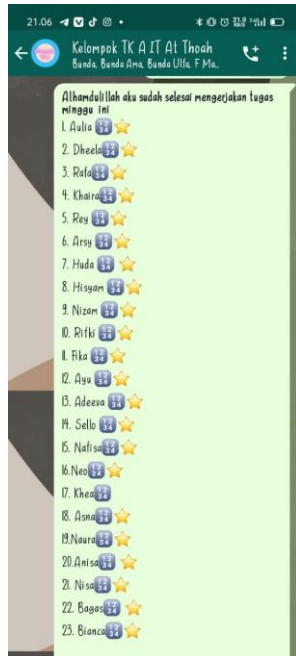 21.06
Kelompok TK A IT At Thoah
Bunda, Bunda Ama, Bunda Ulfa, F Ma...
Alhamdulillah aku sudah selesai mengerjakan tugas
minggu ini
1. Aulia 🔢⭐
2. Dheela🔢⭐
3. Rafa🔢⭐
4. Khaira🔢⭐
5. Rey 🔢⭐
6. Arsy 🔢⭐
7. Huda 🔢⭐
8. Hisyam 🔢⭐
9. Nizam 🔢⭐
10. Rifki 🔢⭐
11. Fika 🔢⭐
12. Ayu 🔢⭐
13. Adeeva 🔢⭐
14. Sello 🔢⭐
15. Nafisa🔢⭐
16.Neo🔢⭐
17. Khea🔢
18. Asna🔢⭐
19.Naura🔢⭐
20.Anisa🔢⭐
21. Nisa🔢⭐
22. Bagas🔢⭐
23. Bianca🔢⭐